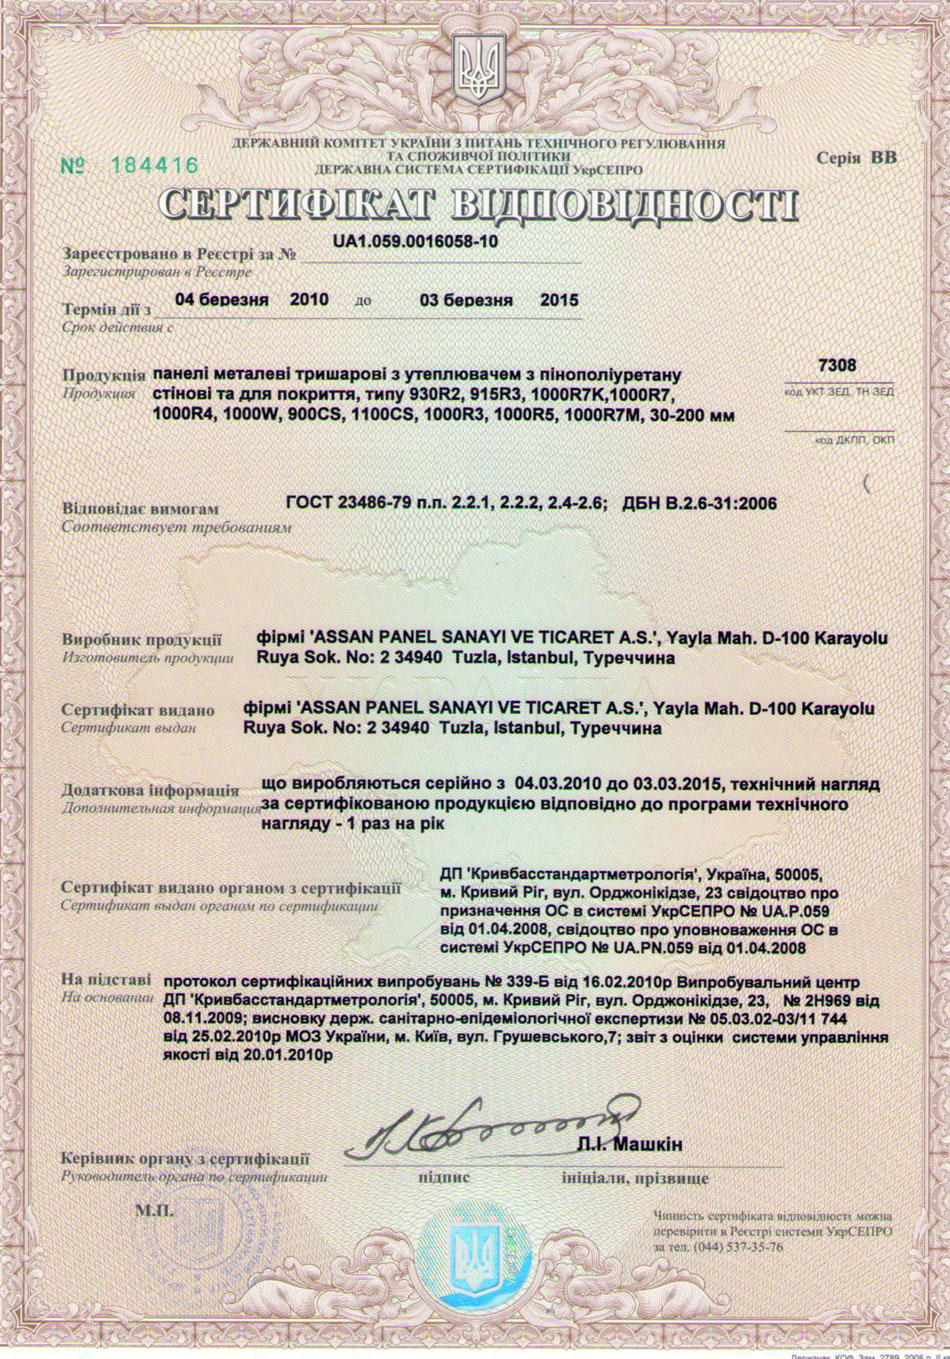 ДЕРЖАВНИЙ КОМІТЕТ УКРАЇНИ З ПИТАНЬ ТЕХНІЧНОГО РЕГУЛЮВАННЯ
ТА СПОЖИВЧОЇ ПОЛІТИКИ
ДЕРЖАВНА СИСТЕМА СЕРТИФІКАЦІЇ УкрСЕПРО
№ 184416
Серія ВВ
СЕРТИФІКАТ ВІДПОВІДНОСТІ
Зареєстровано в Реєстрі за № UA1.059.0016058-10
Зарегистрирован в Реестре
Термін дії з 04 березня 2010 до 03 березня 2015
Срок действия с
Продукція панелі металеві тришарові з утеплювачем з пінополіуретану
Продукция стінові та для покриття, типу 930R2, 915R3, 1000R7K,1000R7,
1000R4, 1000W, 900CS, 1100CS, 1000R3, 1000R5, 1000R7M, 30-200 мм
7308
код УКТ ЗЕД, ТН ЗЕД
код ДКПП, ОКП
Відповідає вимогам ГОСТ 23486-79 п.п. 2.2.1, 2.2.2, 2.4-2.6; ДБН В.2.6-31:2006
Соответствует требованиям
УКРАЇНА
Виробник продукції фірмі 'ASSAN PANEL SANAYI VE TICARET A.S.', Yayla Mah. D-100 Karayolu
Изготовитель продукции Ruya Sok. No: 2 34940 Tuzla, Istanbul, Туреччина
Сертифікат видано фірмі 'ASSAN PANEL SANAYI VE TICARET A.S.', Yayla Mah. D-100 Karayolu
Сертификат выдан Ruya Sok. No: 2 34940 Tuzla, Istanbul, Туреччина
Додаткова інформація що виробляються серійно з 04.03.2010 до 03.03.2015, технічний нагляд
Дополнительная информация за сертифікованою продукцією відповідно до програми технічного
нагляду - 1 раз на рік
Сертифікат видано органом з сертифікації
Сертификат выдан органом по сертификации
ДП 'Кривбасстандартметрологія', Україна, 50005,
м. Кривий Ріг, вул. Орджонікідзе, 23 свідоцтво про
призначення ОС в системі УкрСЕПРО № UA.P.059
від 01.04.2008, свідоцтво про уповноваження ОС в
системі УкрСЕПРО № UA.PN.059 від 01.04.2008
На підставі протокол сертифікаційних випробувань № 339-Б від 16.02.2010р Випробувальний центр
На основании ДП 'Кривбасстандартметрологія', 50005, м. Кривий Ріг, вул. Орджонікідзе, 23, № 2Н969 від
08.11.2009; висновку держ. санітарно-епідеміологічної експертизи № 05.03.02-03/11 744
від 25.02.2010р МОЗ України, м. Київ, вул. Грушевського,7; звіт з оцінки системи управління
якості від 20.01.2010р
Л.І. Машкін
Керівник органу з сертифікації
Руководитель органа по сертификации
підпис
ініціали, прізвище
М.П.
Чинність сертифіката відповідності можна
перевірити в Реєстрі системи УкрСЕПРО
за тел. (044) 537-35-76